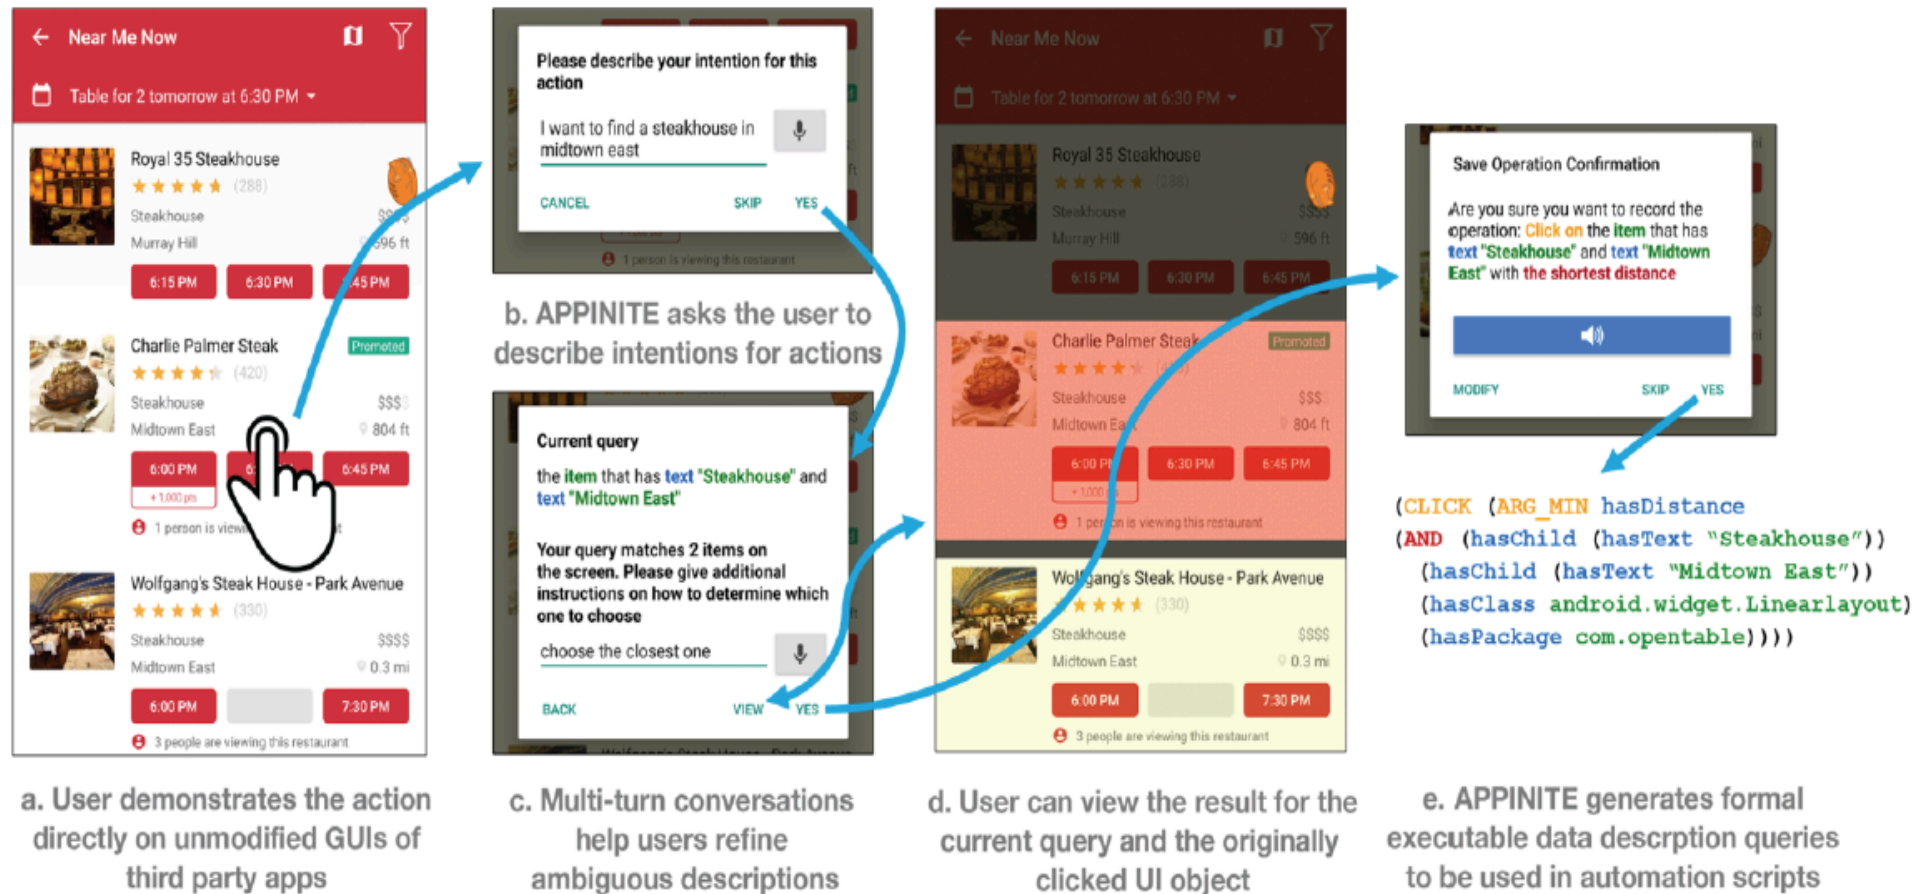 Near Me Now
Table for 2 tomorrow at 6:30 PM
Royal 35 Steakhouse
(288)
Steakhouse
$$$$
Murray Hill
596 ft
6:15 PM
6:30 PM
6:45 PM
Charlie Palmer Steak
Promoted
(420)
Steakhouse
$$$$
Midtown East
804 ft
6:00 PM
6:45 PM
+ 1,000 pts
1 person is
Wolfgang's Steak House - Park Avenue
(330)
Steakhouse
$$$$
Midtown East
0.3 mi
6:00 PM
7:30 PM
3 people are viewing this restaurant
a. User demonstrates the action
directly on unmodified GUIs of
third party apps
Please describe your intention for this
action
I want to find a steakhouse in
midtown east
CANCEL
SKIP
YES
1 person is viewing this restaurant
b. APPINITE asks the user to
describe intentions for actions
Current query
the item that has text "Steakhouse" and
text "Midtown East"
Your query matches 2 items on
the screen. Please give additional
instructions on how to determine which
one to choose
choose the closest one
BACK
VIEW
YES
c. Multi-turn conversations
help users refine
ambiguous descriptions
Near Me Now
Table for 2 tomorrow at 6:30 PM
Royal 35 Steakhouse
(288)
Steakhouse
$$$$
Murray Hill
596 ft
6:15 PM
6:30 PM
6:45 PM
Charlie Palmer Steak
Promoted
Steakhouse
$$$
Midtown East
804 ft
6:00 PM
6:30 PM
6:45 PM
+ 1,000 pts
1 person is viewing this restaurant
Wolfgang's Steak House - Park Avenue
(330)
Steakhouse
$$$$
Midtown East
0.3 mi
6:00 PM
7:30 PM
3 people are viewing this restaurant
d. User can view the result for the
current query and the originally
clicked UI object
Save Operation Confirmation
Are you sure you want to record the
operation: Click on the item that has
text "Steakhouse" and text "Midtown
East" with the shortest distance
MODIFY
SKIP
YES
(CLICK (ARG_MIN hasDistance
(AND (hasChild (hasText “Steakhouse”))
(hasChild (hasText “Midtown East”))
(hasClass android.widget.Linearlayout)
(hasPackage com.opentable))))
e. APPINITE generates formal
executable data descrption queries
to be used in automation scripts